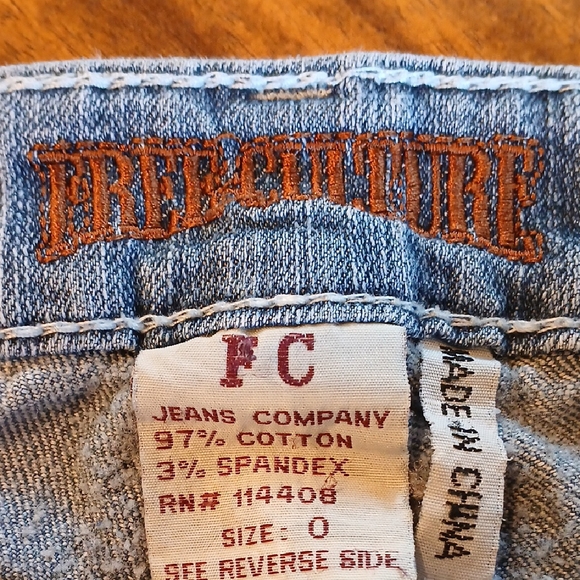 FREE CULTURE
FC
JEANS COMPANY
97% COTTON
3% SPANDEX
RN# 114408
SIZE: 0
SEE REVERSE SIDE
MADE IN CHINA